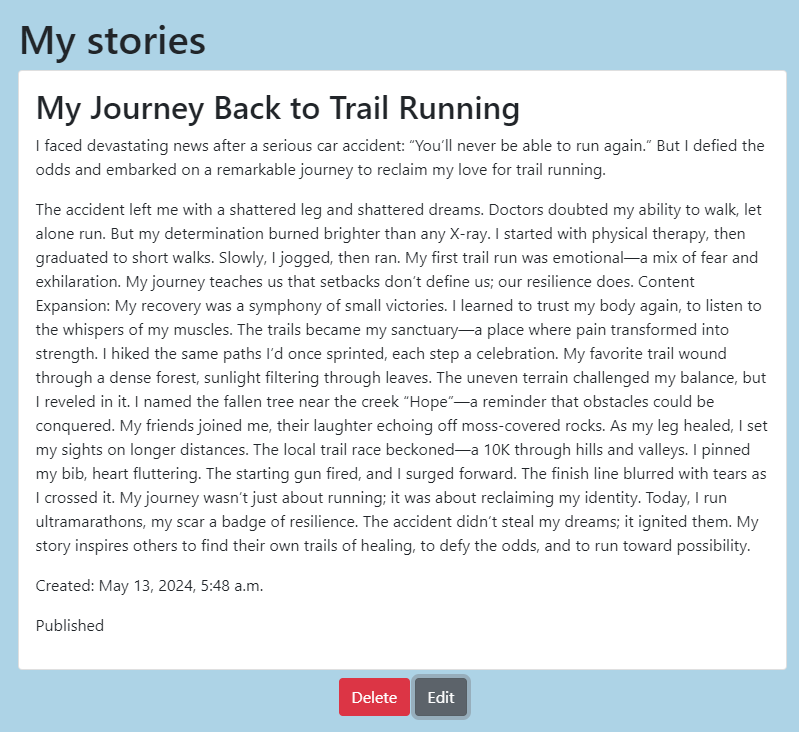 My stories
My Journey Back to Trail Running
I faced devastating news after a serious car accident: “You’ll never be able to run again.” But I defied the
odds and embarked on a remarkable journey to reclaim my love for trail running.
The accident left me with a shattered leg and shattered dreams. Doctors doubted my ability to walk, let
alone run. But my determination burned brighter than any X-ray. I started with physical therapy, then
graduated to short walks. Slowly, I jogged, then ran. My first trail run was emotional—a mix of fear and
exhilaration. My journey teaches us that setbacks don’t define us; our resilience does. Content
Expansion: My recovery was a symphony of small victories. I learned to trust my body again, to listen to
the whispers of my muscles. The trails became my sanctuary—a place where pain transformed into
strength. I hiked the same paths I’d once sprinted, each step a celebration. My favorite trail wound
through a dense forest, sunlight filtering through leaves. The uneven terrain challenged my balance, but
I reveled in it. I named the fallen tree near the creek “Hope”—a reminder that obstacles could be
conquered. My friends joined me, their laughter echoing off moss-covered rocks. As my leg healed, I set
my sights on longer distances. The local trail race beckoned—a 10K through hills and valleys. I pinned
my bib, heart fluttering. The starting gun fired, and I surged forward. The finish line blurred with tears as
I crossed it. My journey wasn’t just about running; it was about reclaiming my identity. Today, I run
ultramarathons, my scar a badge of resilience. The accident didn’t steal my dreams; it ignited them. My
story inspires others to find their own trails of healing, to defy the odds, and to run toward possibility.
Created: May 13, 2024, 5:48 a.m.
Published
Delete Edit